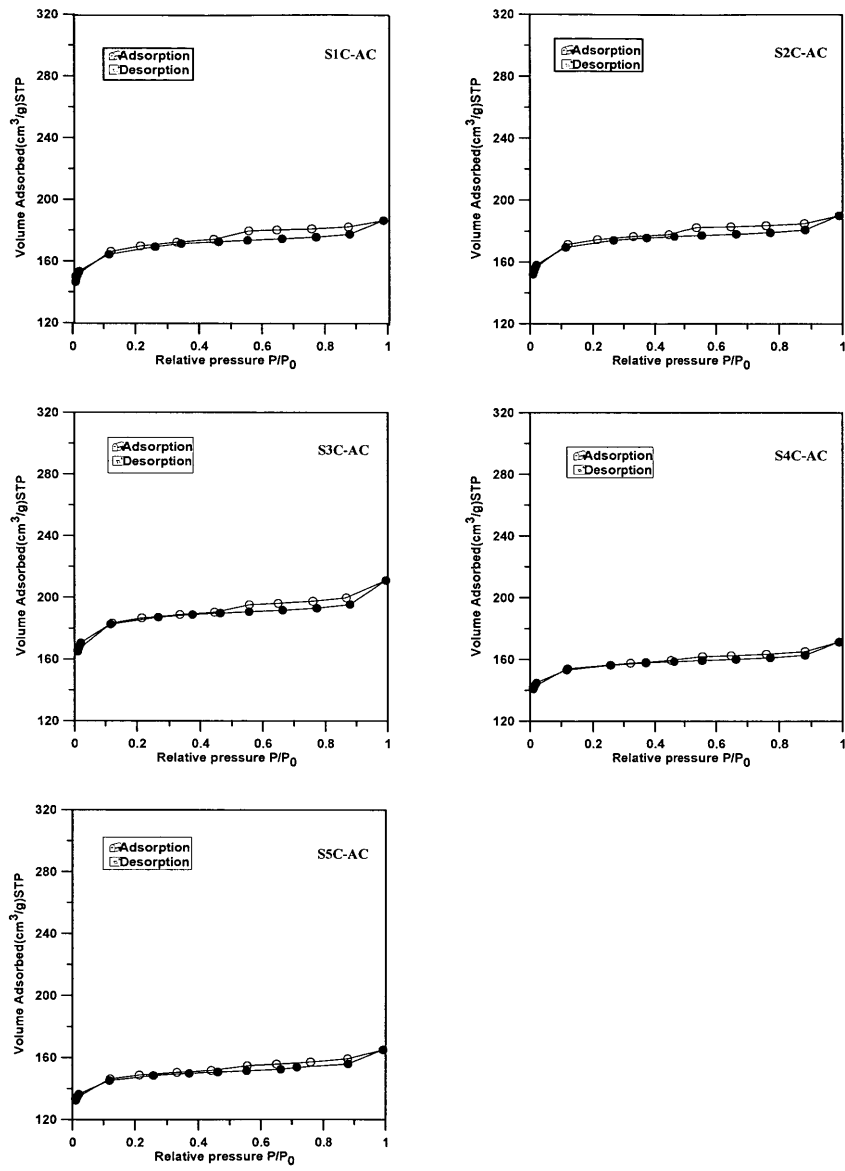 320
280
240
200
160
120
Volume Adsorbed(cm3/g)STP
Adsorption
Desorption
S1C-AC
0 0.2 0.4 0.6 0.8 1
Relative pressure P/P0
320
280
240
200
160
120
Volume Adsorbed(cm3/g)STP
Adsorption
Desorption
S2C-AC
0 0.2 0.4 0.6 0.8 1
Relative pressure P/P0
320
280
240
200
160
120
Volume Adsorbed(cm3/g)STP
Adsorption
Desorption
S3C-AC
0 0.2 0.4 0.6 0.8 1
Relative pressure P/P0
320
280
240
200
160
120
Volume Adsorbed(cm3/g)STP
Adsorption
Desorption
S4C-AC
0 0.2 0.4 0.6 0.8 1
Relative pressure P/P0
320
280
240
200
160
120
Volume Adsorbed(cm3/g)STP
Adsorption
Desorption
S5C-AC
0 0.2 0.4 0.6 0.8 1
Relative pressure P/P0